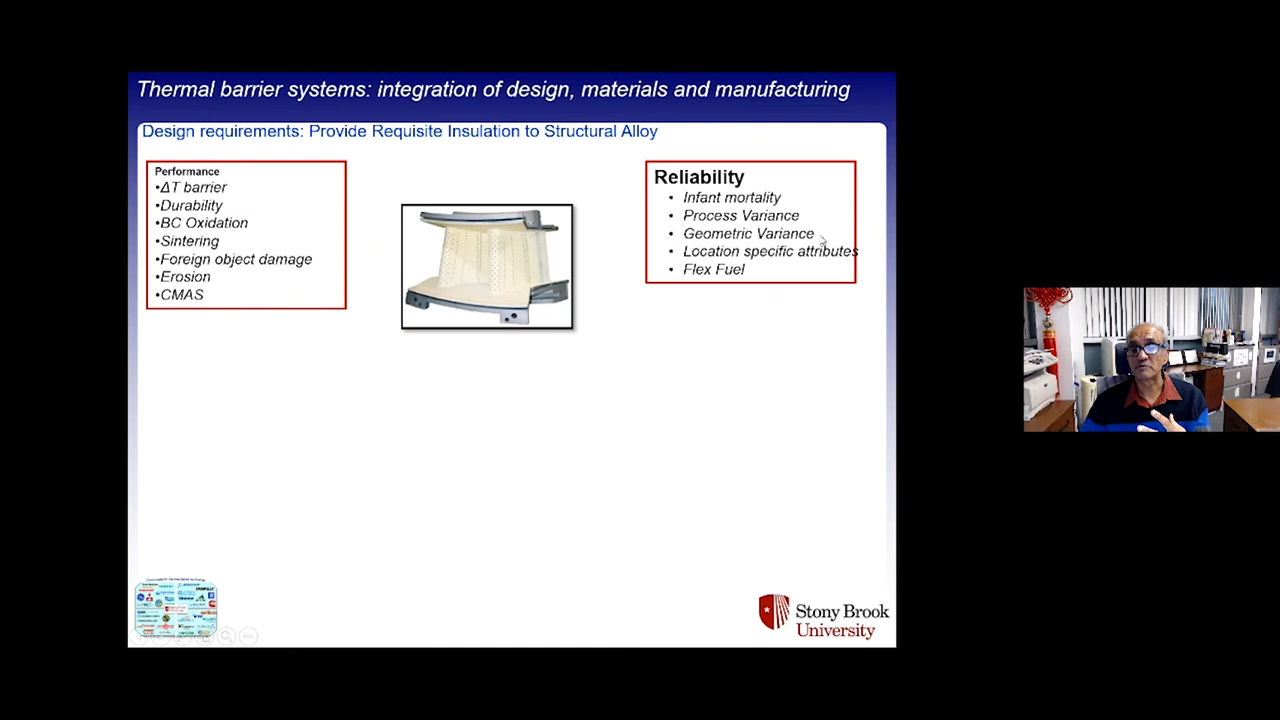 Thermal barrier systems: integration of design, materials and manufacturing
Design requirements: Provide Requisite Insulation to Structural Alloy
Performance
•ΔT barrier
•Durability
•BC Oxidation
•Sintering
•Foreign object damage
•Erosion
•CMAS
Reliability
• Infant mortality
• Process Variance
• Geometric Variance
• Location specific attributes
• Flex Fuel
Stony Brook
University